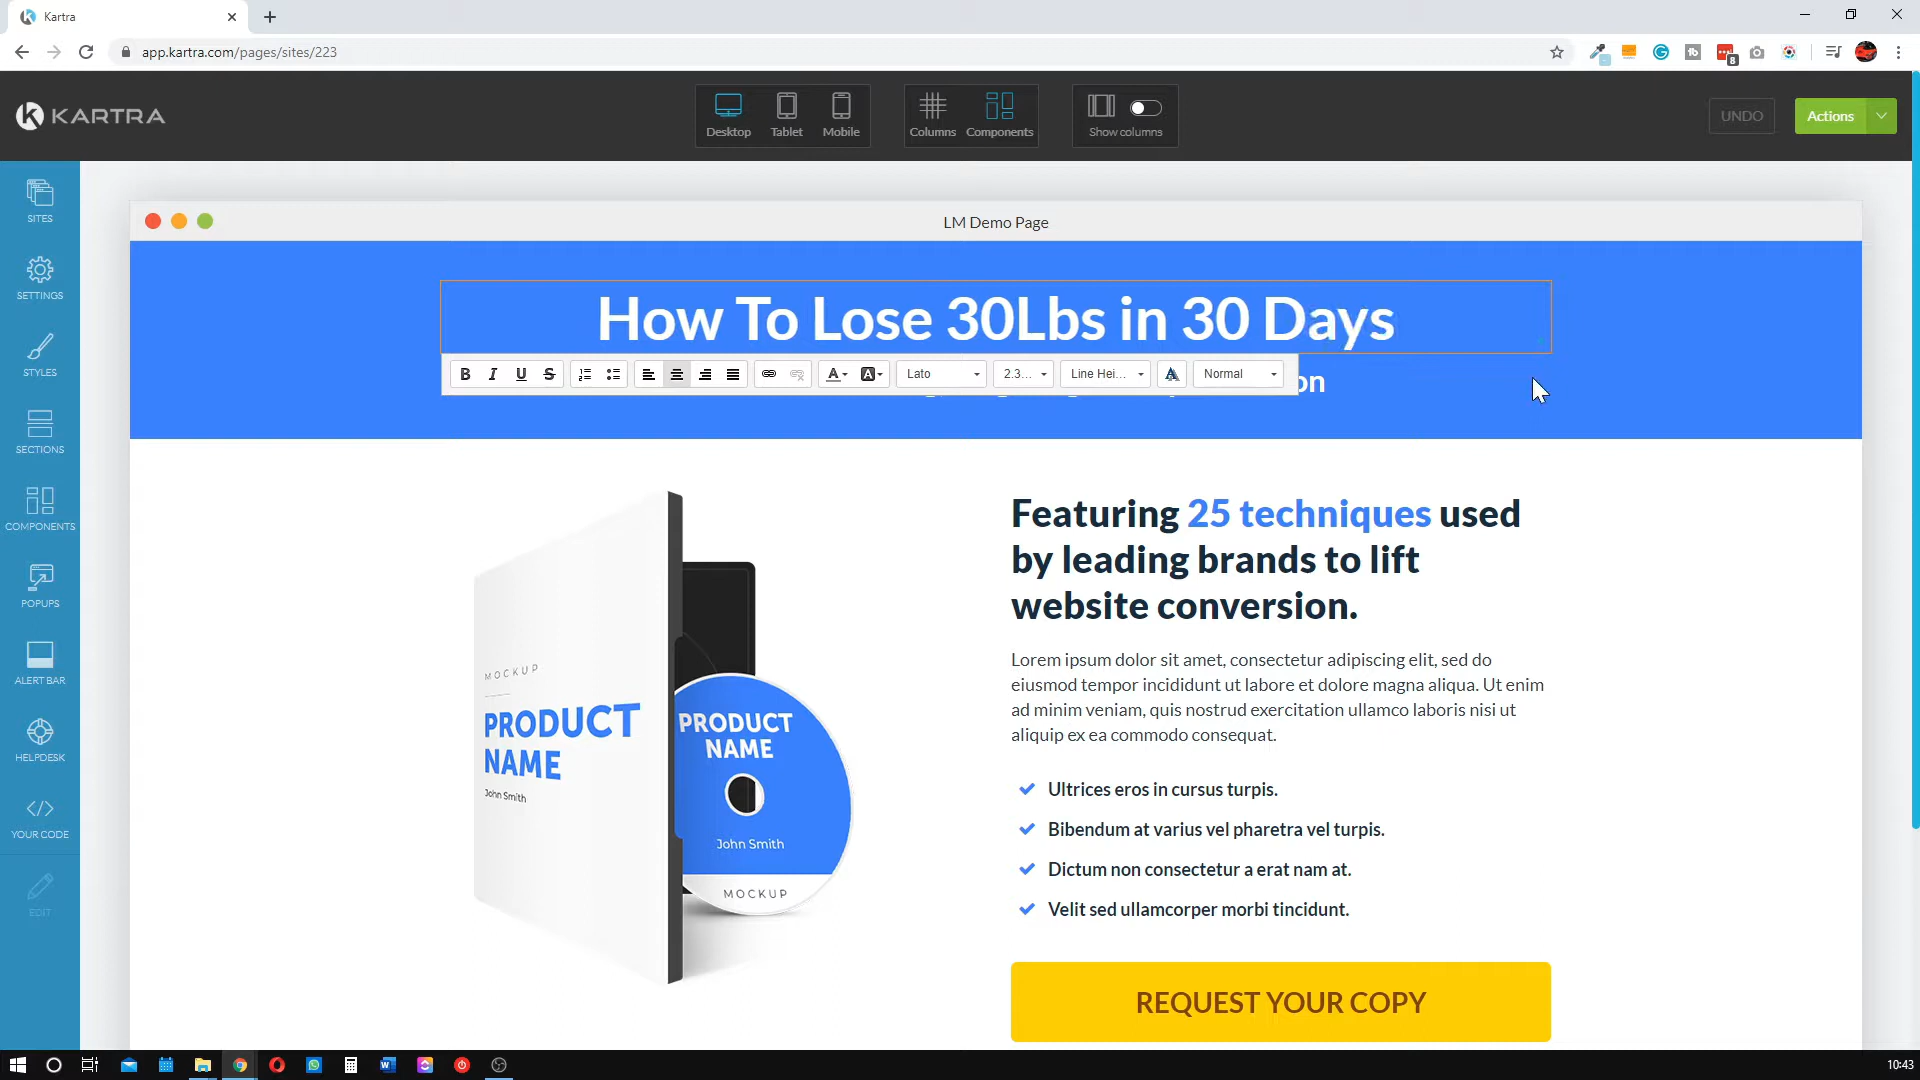 Kartra
app.kartra.com/pages/sites/223
8
KARTRA
Desktop
Tablet
Mobile
Columns
Components
Show columns
UNDO
Actions
SITES
SETTINGS
STYLES
SECTIONS
COMPONENTS
POPUPS
ALERT BAR
HELPDESK
YOUR CODE
EDIT
LM Demo Page
How To Lose 30Lbs in 30 Days
B I U S A A Lato 2.3... Line Hei... A Normal
on
MOCKUP
PRODUCT
NAME
John Smith
PRODUCT
NAME
John Smith
MOCKUP
Featuring 25 techniques used
by leading brands to lift
website conversion.
Lorem ipsum dolor sit amet, consectetur adipiscing elit, sed do
eiusmod tempor incididunt ut labore et dolore magna aliqua. Ut enim
ad minim veniam, quis nostrud exercitation ullamco laboris nisi ut
aliquip ex ea commodo consequat.
Ultrices eros in cursus turpis.
Bibendum at varius vel pharetra vel turpis.
Dictum non consectetur a erat nam at.
Velit sed ullamcorper morbi tincidunt.
REQUEST YOUR COPY
10:43